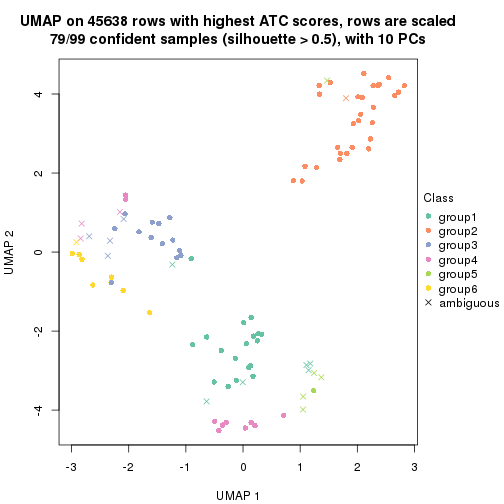 UMAP on 45638 rows with highest ATC scores, rows are scaled
79/99 confident samples (silhouette > 0.5), with 10 PCs
4
2
0
-2
-4
UMAP 2
-3
-2
-1
0
1
2
3
UMAP 1
Class
group1
group2
group3
group4
group5
group6
ambiguous